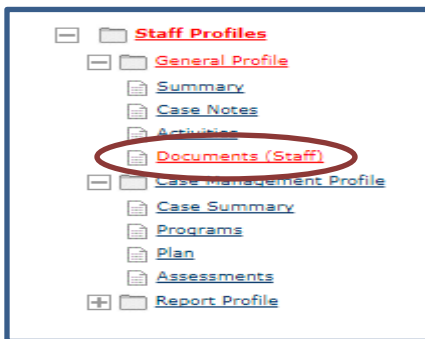 Staff Profiles
General Profile
Summary
Case Notes
Activities
Documents (Staff)
Case Management Profile
Case Summary
Programs
Plan
Assessments
Report Profile